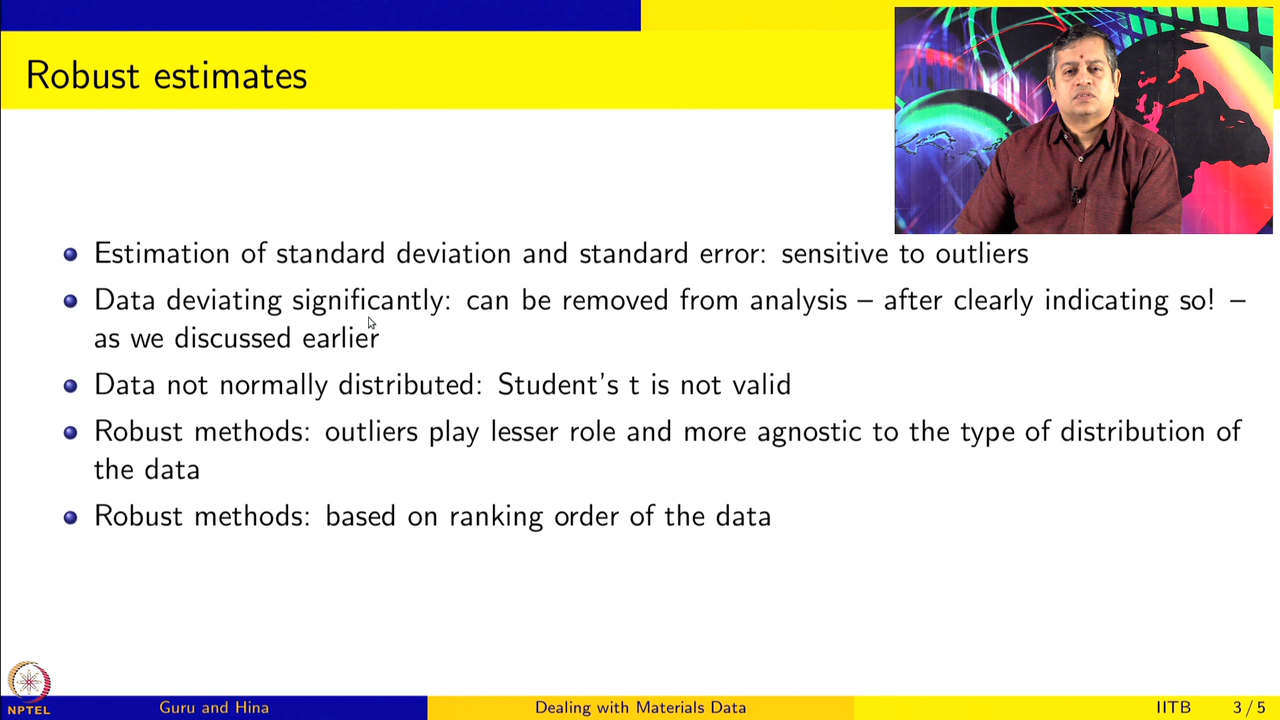 Robust estimates
Estimation of standard deviation and standard error: sensitive to outliers
Data deviating significantly: can be removed from analysis – after clearly indicating so! –
as we discussed earlier
Data not normally distributed: Student's t is not valid
Robust methods: outliers play lesser role and more agnostic to the type of distribution of
the data
Robust methods: based on ranking order of the data
NPTEL
Guru and Hina
Dealing with Materials Data
IITB
3 / 5